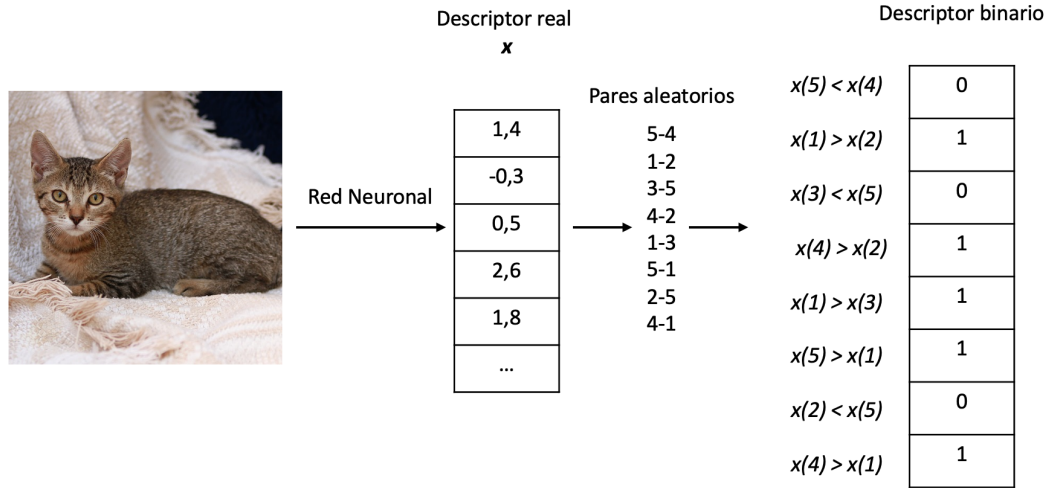 Descriptor real
x
Descriptor binario
Red Neuronal
1,4
-0,3
0,5
2,6
1,8
...
Pares aleatorios
5-4
1-2
3-5
4-2
1-3
5-1
2-5
4-1
x(5) < x(4) 0
x(1) > x(2) 1
x(3) < x(5) 0
x(4) > x(2) 1
x(1) > x(3) 1
x(5) > x(1) 1
x(2) < x(5) 0
x(4) > x(1) 1